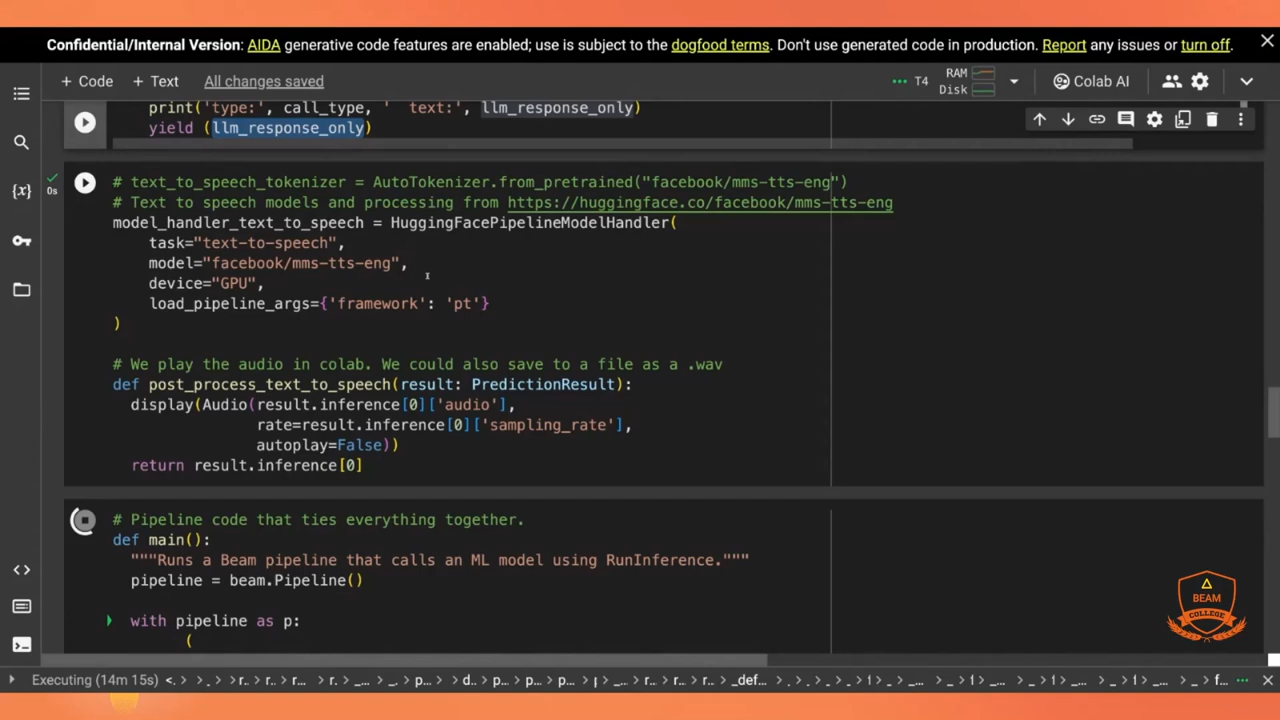 Confidential/Internal Version: AIDA generative code features are enabled; use is subject to the dogfood terms. Don't use generated code in production. Report any issues or turn off.
+ Code + Text All changes saved
T4 RAM Disk Colab AI
print('type:', call_type, '  text:', llm_response_only)
yield (llm_response_only)
0s
# text_to_speech_tokenizer = AutoTokenizer.from_pretrained("facebook/mms-tts-eng")
# Text to speech models and processing from https://huggingface.co/facebook/mms-tts-eng
model_handler_text_to_speech = HuggingFacePipelineModelHandler(
task="text-to-speech",
model="facebook/mms-tts-eng",
device="GPU",
load_pipeline_args={'framework': 'pt'}
)
# We play the audio in colab. We could also save to a file as a .wav
def post_process_text_to_speech(result: PredictionResult):
display(Audio(result.inference[0]['audio'],
rate=result.inference[0]['sampling_rate'],
autoplay=False))
return result.inference[0]
# Pipeline code that ties everything together.
def main():
"""Runs a Beam pipeline that calls an ML model using RunInference."""
pipeline = beam.Pipeline()
with pipeline as p:
(
BEAM
COLLEGE
Executing (14m 15s) <. > . > r… > r… > r… > r. > _… > _. > p… > d. > p… > p… > p… > p > _… > r… > r… > r… > _def…